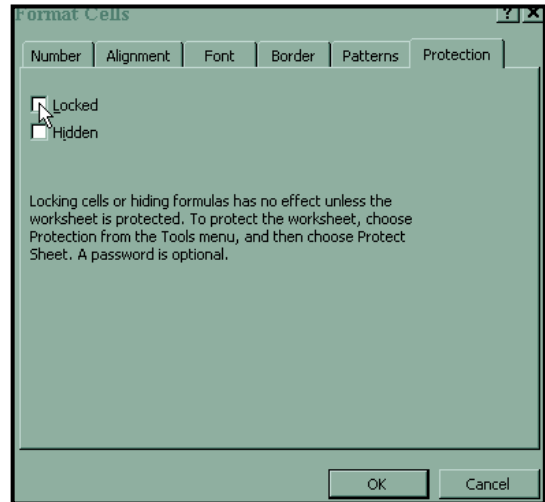 Format Cells
Number Alignment Font Border Patterns Protection
Locked
Hidden
Locking cells or hiding formulas has no effect unless the
worksheet is protected. To protect the worksheet, choose
Protection from the Tools menu, and then choose Protect
Sheet. A password is optional.
OK Cancel